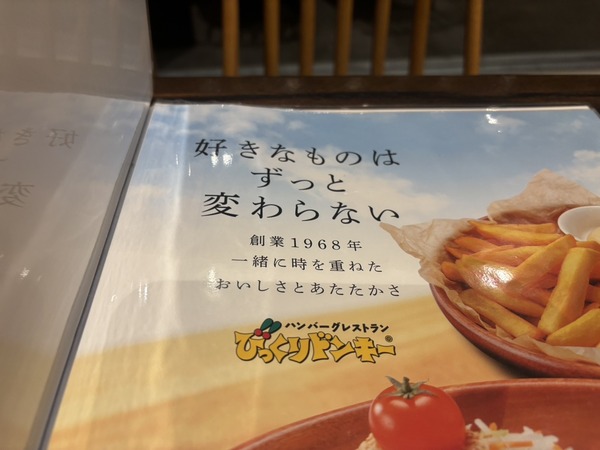 好きなものは
ずっと
変わらない
創業1968年
一緒に時を重ねた
おいしさとあたたかさ
ハンバーグレストラン
びっくりドンキー®
好き
変